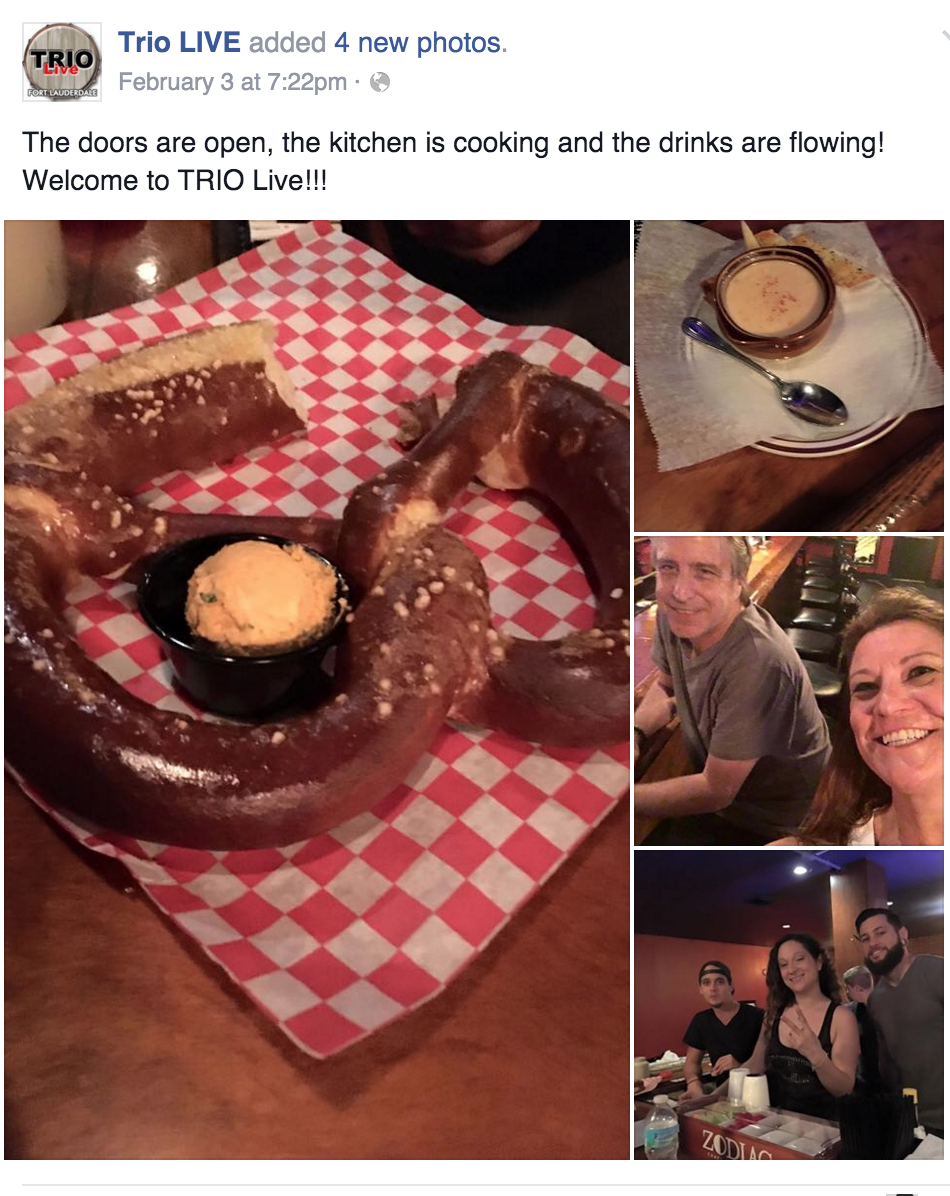 TRIO
Live
FORT LAUDERDALE
Trio LIVE added 4 new photos.
February 3 at 7:22pm ·
The doors are open, the kitchen is cooking and the drinks are flowing!
Welcome to TRIO Live!!!
ZODIAC